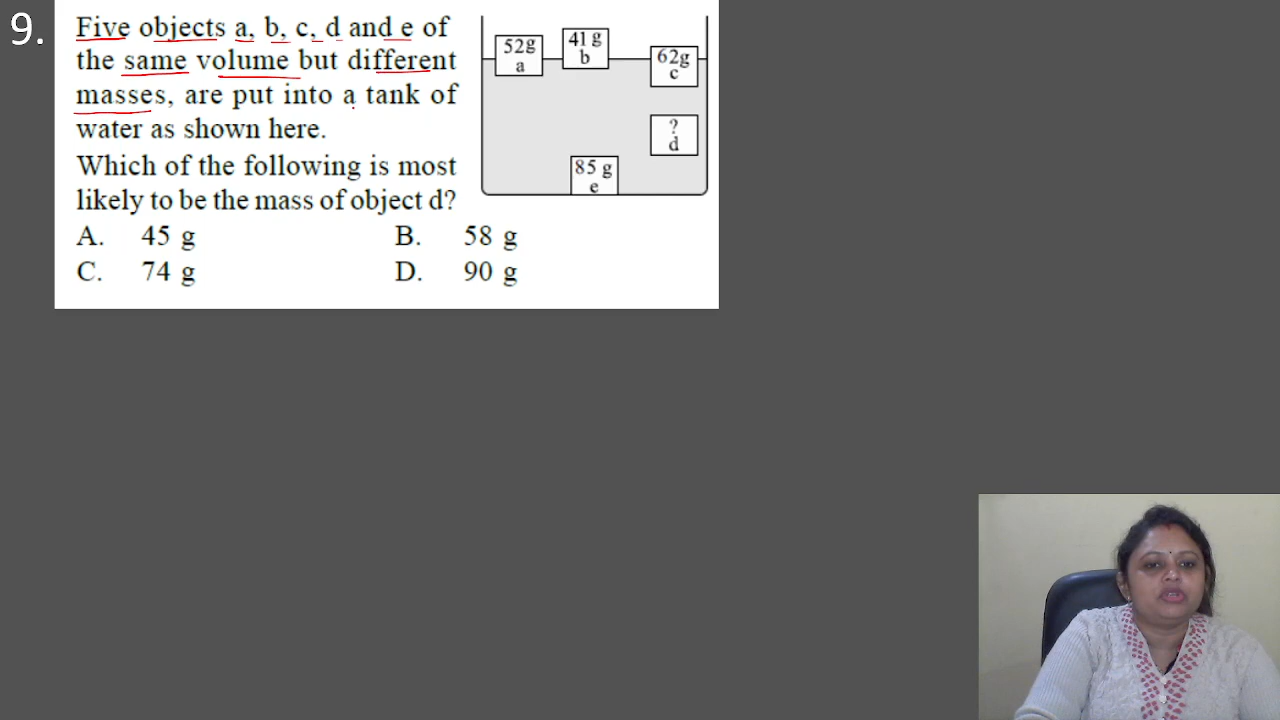 9.
Five objects a, b, c, d and e of
the same volume but different
masses, are put into a tank of
water as shown here.
Which of the following is most
likely to be the mass of object d?
A. 45 g B. 58 g
C. 74 g D. 90 g
52g
a
41 g
b
62g
c
?
d
85 g
e